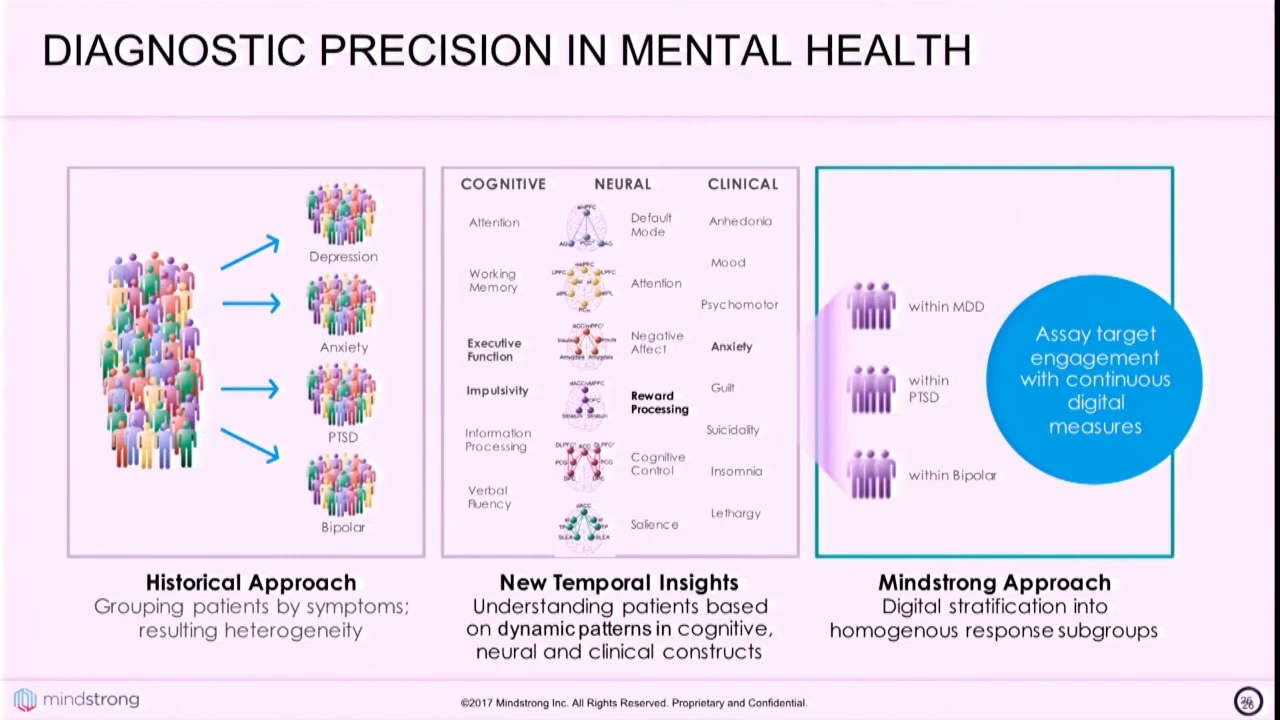 DIAGNOSTIC PRECISION IN MENTAL HEALTH
Depression
Anxiety
PTSD
Bipolar
Historical Approach
Grouping patients by symptoms;
resulting heterogeneity
COGNITIVE
Attention
Working
Memory
Executive
Function
Impulsivity
Information
Processing
Verbal
Fluency
NEURAL
Default
Mode
Attention
Negative
Affect
Reward
Processing
Cognitive
Control
Salience
CLINICAL
Anhedonia
Mood
Psychomotor
Anxiety
Guilt
Suicidality
Insomnia
Lethargy
New Temporal Insights
Understanding patients based
on dynamic patterns in cognitive,
neural and clinical constructs
within MDD
within
PTSD
within Bipolar
Assay target
engagement
with continuous
digital
measures
Mindstrong Approach
Digital stratification into
homogenous response subgroups
mindstrong
©2017 Mindstrong Inc. All Rights Reserved. Proprietary and Confidential.